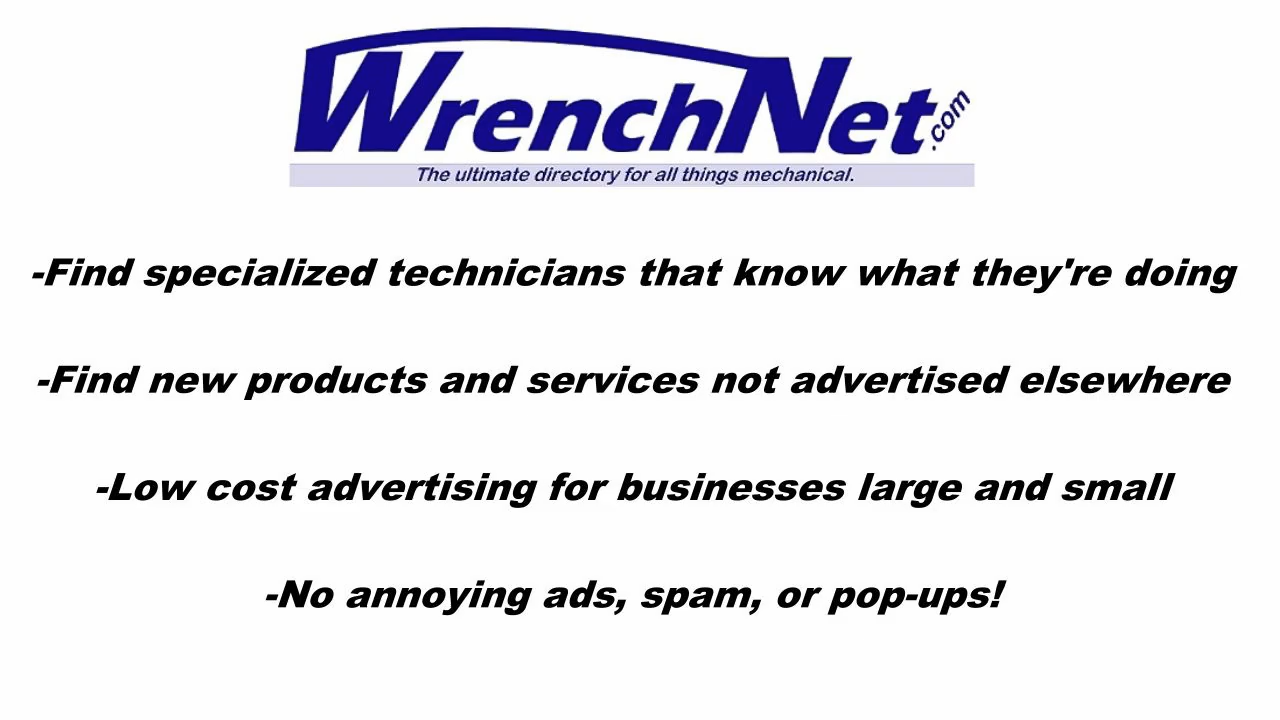 WrenchNet.com
The ultimate directory for all things mechanical.
-Find specialized technicians that know what they're doing
-Find new products and services not advertised elsewhere
-Low cost advertising for businesses large and small
-No annoying ads, spam, or pop-ups!